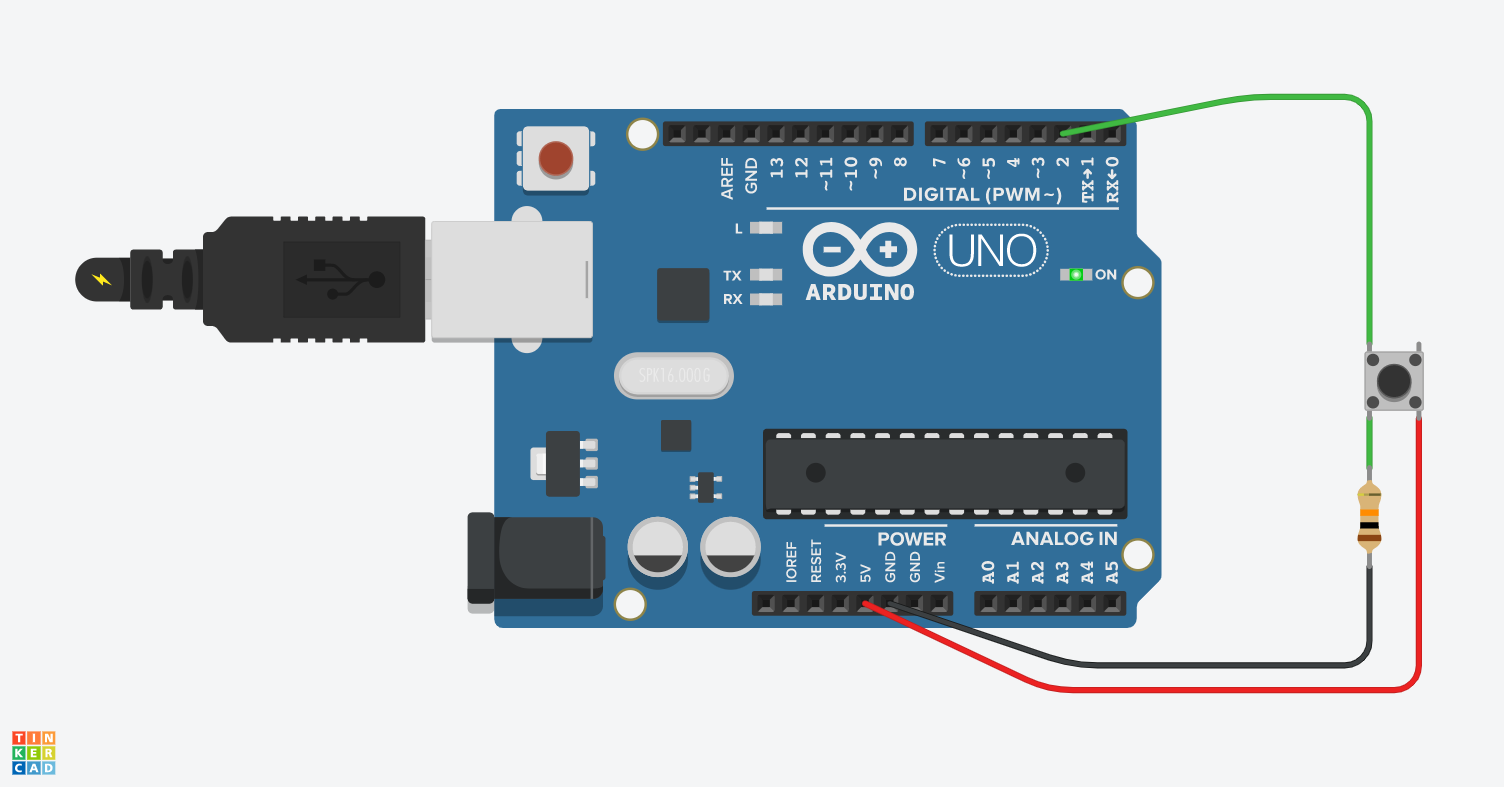 AREF
GND
13
12
~11
~10
~9
8
7
~6
~5
4
~3
2
TX→1
RX←0
DIGITAL (PWM~)
L
TX
RX
UNO
ON
ARDUINO
SPK16.000G
POWER
ANALOG IN
IOREF
RESET
3.3V
5V
GND
GND
Vin
A0
A1
A2
A3
A4
A5
TIN
KER
CAD